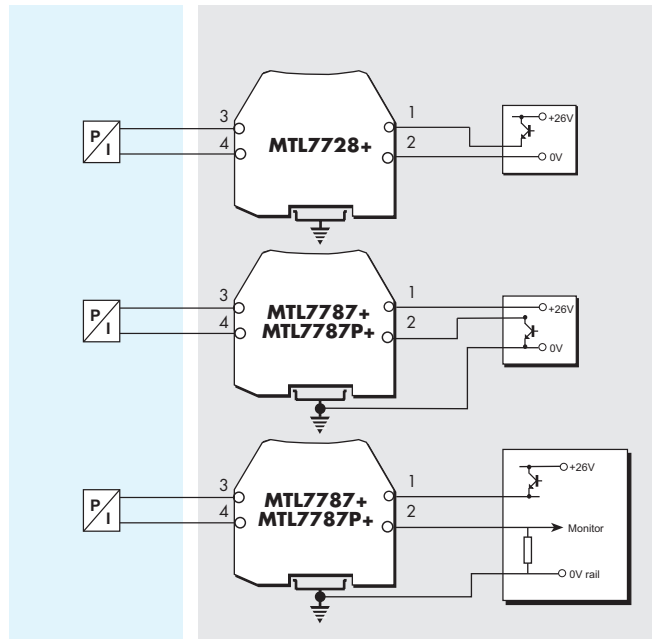 3
1
+26V
P
I
4
MTL7728+
2
0V
3
1
+26V
P
I
4
MTL7787+
MTL7787P+
2
0V
3
1
+26V
P
I
4
MTL7787+
MTL7787P+
2
Monitor
0V rail